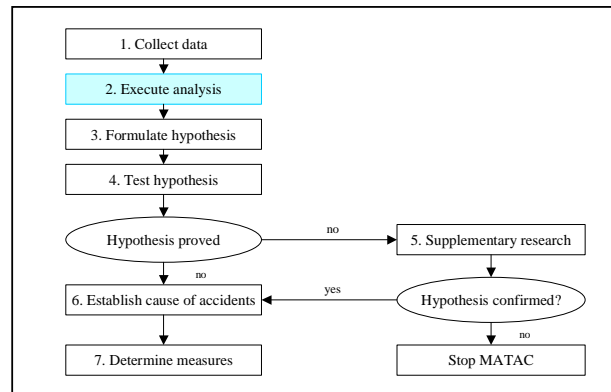 1. Collect data
2. Execute analysis
3. Formulate hypothesis
4. Test hypothesis
Hypothesis proved
no
5. Supplementary research
no
6. Establish cause of accidents
yes
Hypothesis confirmed?
no
7. Determine measures
Stop MATAC